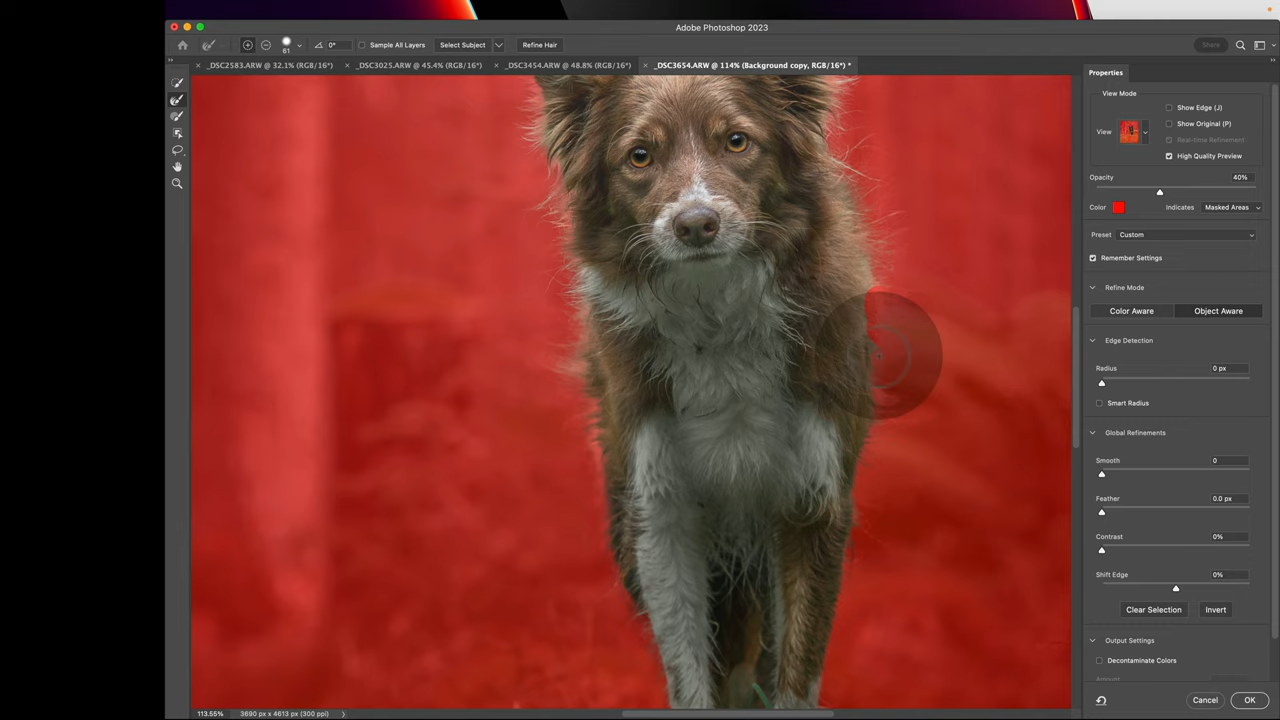 Adobe Photoshop 2023
61
0°
Sample All Layers
Select Subject
Refine Hair
Share
_DSC2583.ARW @ 32.1% (RGB/16*)
_DSC3025.ARW @ 45.4% (RGB/16*)
_DSC3454.ARW @ 48.8% (RGB/16*)
_DSC3654.ARW @ 114% (Background copy, RGB/16*) *
Properties
View Mode
Show Edge (J)
View
Show Original (P)
Real-time Refinement
High Quality Preview
Opacity 40%
Color Indicates Masked Areas
Preset Custom
Remember Settings
Refine Mode
Color Aware Object Aware
Edge Detection
Radius 0 px
Smart Radius
Global Refinements
Smooth 0
Feather 0.0 px
Contrast 0%
Shift Edge 0%
Clear Selection Invert
Output Settings
Decontaminate Colors
Amount
Cancel OK
113.55% 3690 px x 4613 px (300 ppi)